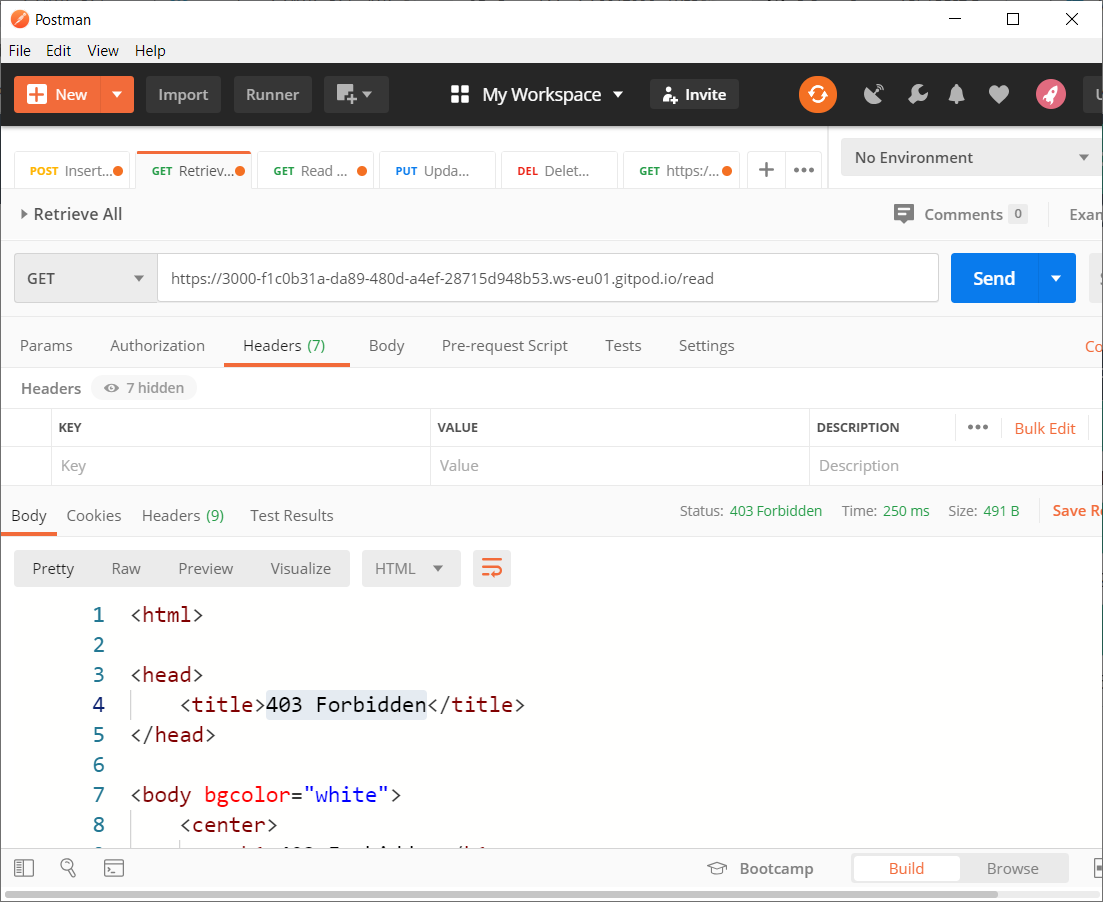 Postman
File Edit View Help
New Import Runner My Workspace Invite
POST Insert... GET Retriev... GET Read ... PUT Upda... DEL Delet... GET https:/... + ••• No Environment
Retrieve All Comments 0 Exam
GET https://3000-f1c0b31a-da89-480d-a4ef-28715d948b53.ws-eu01.gitpod.io/read Send
Params Authorization Headers (7) Body Pre-request Script Tests Settings Co
Headers 7 hidden
KEY VALUE DESCRIPTION ••• Bulk Edit
Key Value Description
Body Cookies Headers (9) Test Results Status: 403 Forbidden Time: 250 ms Size: 491 B Save Re
Pretty Raw Preview Visualize HTML
1 <html>
2
3 <head>
4 <title>403 Forbidden</title>
5 </head>
6
7 <body bgcolor="white">
8 <center>
Bootcamp Build Browse